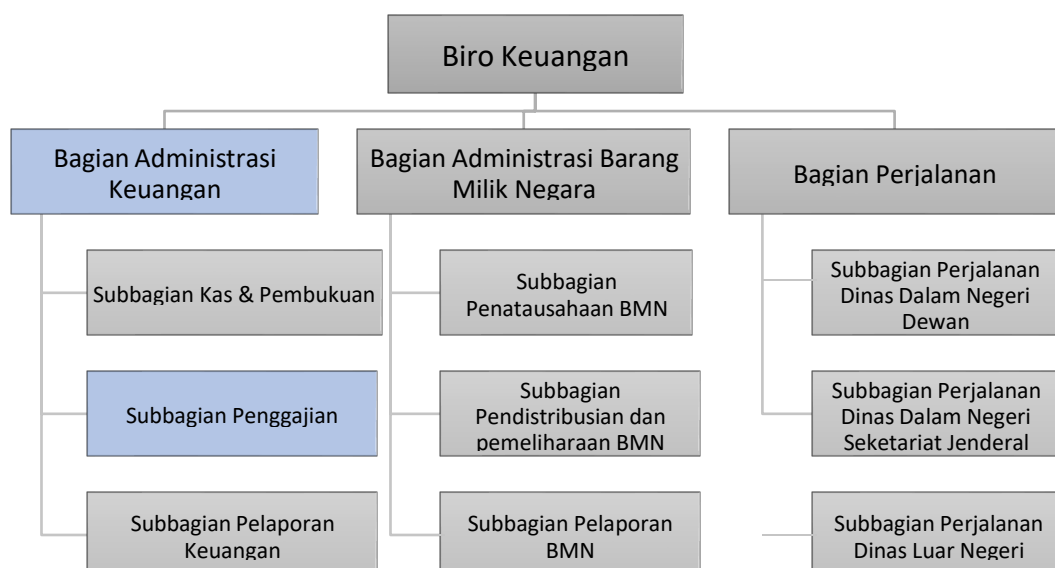 Biro Keuangan
Bagian Administrasi
Keuangan
Bagian Administrasi Barang
Milik Negara
Bagian Perjalanan
Subbagian Kas & Pembukuan
Subbagian
Penatausahaan BMN
Subbagian Perjalanan
Dinas Dalam Negeri
Dewan
Subbagian Penggajian
Subbagian
Pendistribusian dan
pemeliharaan BMN
Subbagian Perjalanan
Dinas Dalam Negeri
Seketariat Jenderal
Subbagian Pelaporan
Keuangan
Subbagian Pelaporan
BMN
Subbagian Perjalanan
Dinas Luar Negeri